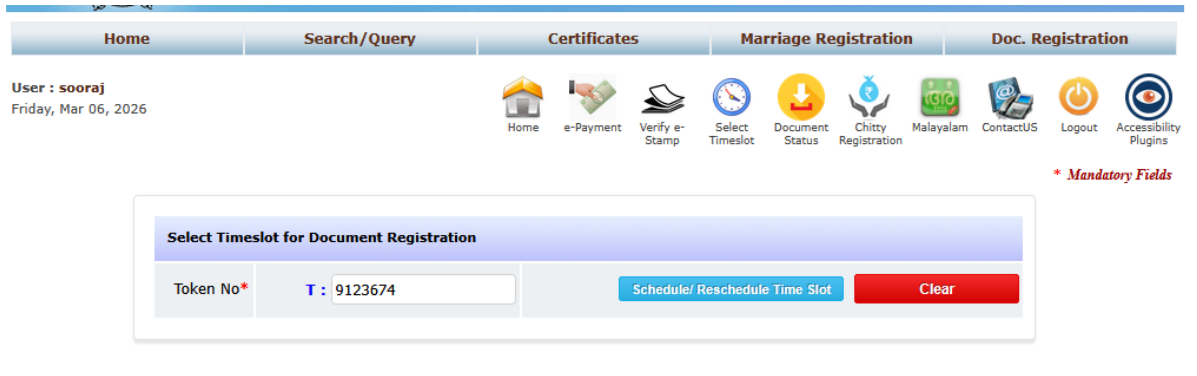 Home Search/Query Certificates Marriage Registration Doc. Registration
User : sooraj
Friday, Mar 06, 2026
Home e-Payment Verify e-Stamp Select Timeslot Document Status Chitty Registration Malayalam ContactUS Logout Accessibility Plugins
* Mandatory Fields
Select Timeslot for Document Registration
Token No* T : 9123674 Schedule/ Reschedule Time Slot Clear